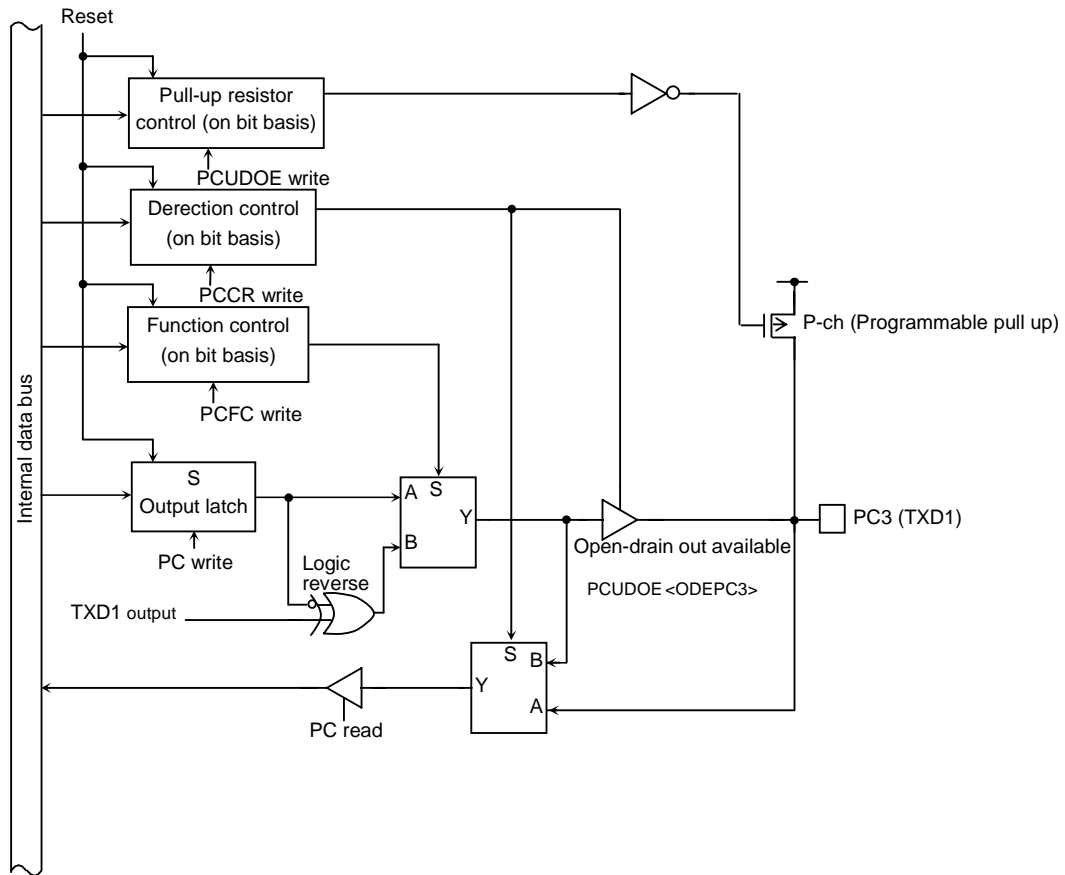 Reset
Pull-up resistor
control (on bit basis)
PCUDOE write
Derection control
(on bit basis)
PCCR write
Function control
(on bit basis)
PCFC write
P-ch (Programmable pull up)
Internal data bus
S
Output latch
PC write
A
S
B
Y
PC3 (TXD1)
Open-drain out available
PCUDOE <ODEPC3>
Logic
reverse
TXD1 output
S
B
Y
A
PC read